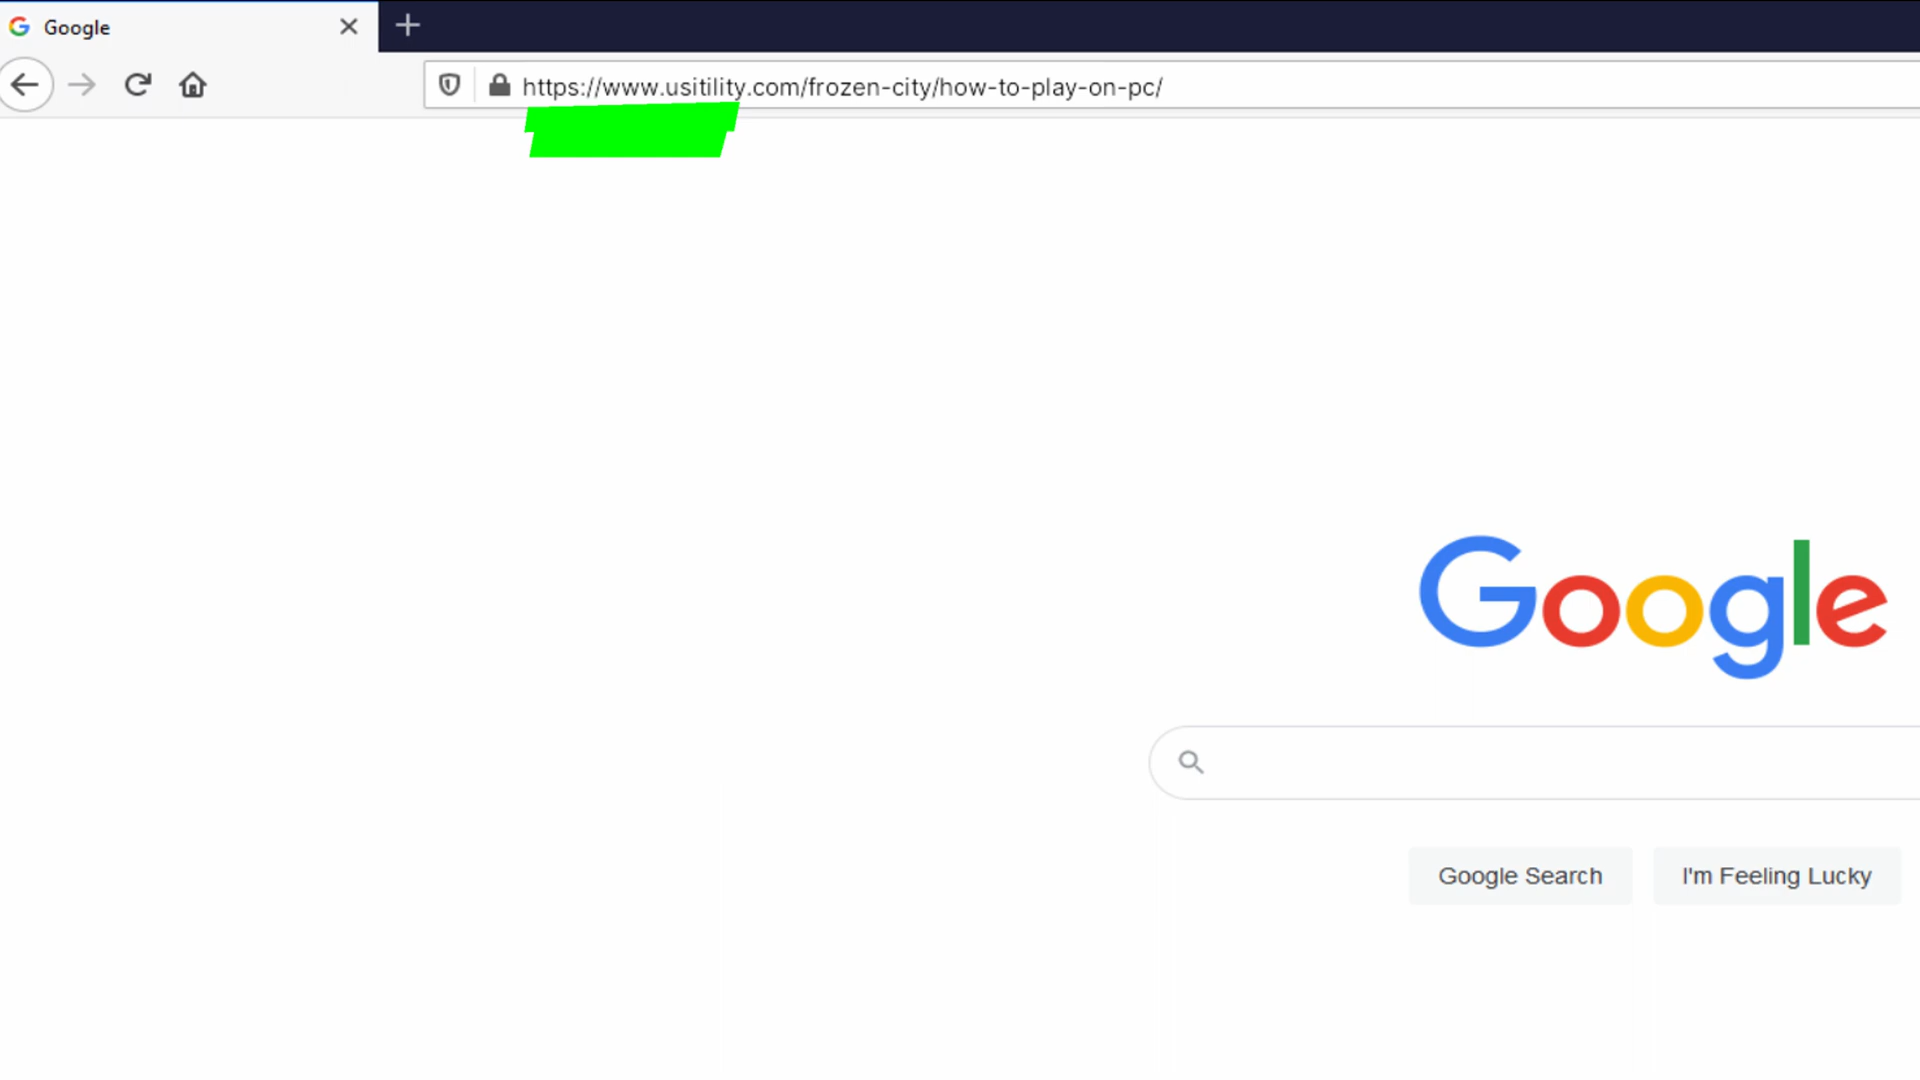 Google
https://www.usitility.com/frozen-city/how-to-play-on-pc/
Google
Google Search
I'm Feeling Lucky